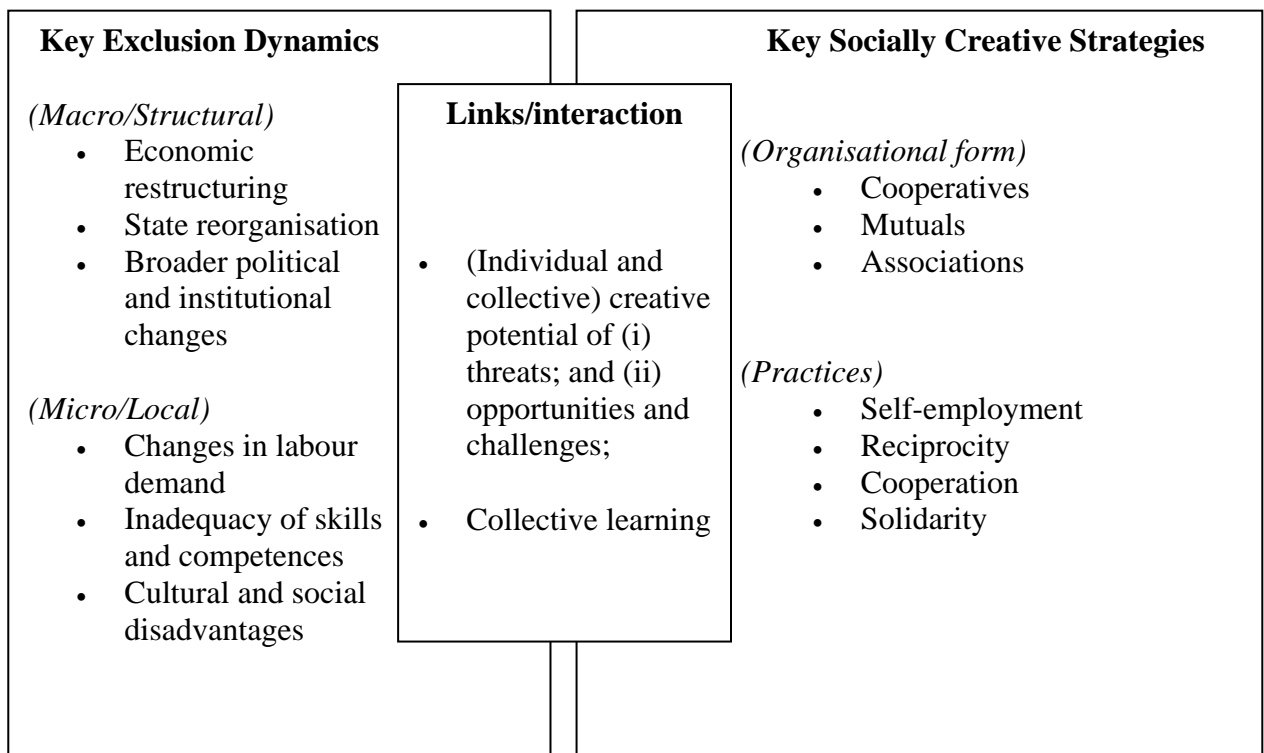 Key Exclusion Dynamics
(Macro/Structural)
• Economic
restructuring
• State reorganisation
• Broader political
and institutional
changes
(Micro/Local)
• Changes in labour
demand
• Inadequacy of skills
and competences
• Cultural and social
disadvantages
Links/interaction
• (Individual and
collective) creative
potential of (i)
threats; and (ii)
opportunities and
challenges;
• Collective learning
Key Socially Creative Strategies
(Organisational form)
• Cooperatives
• Mutuals
• Associations
(Practices)
• Self-employment
• Reciprocity
• Cooperation
• Solidarity